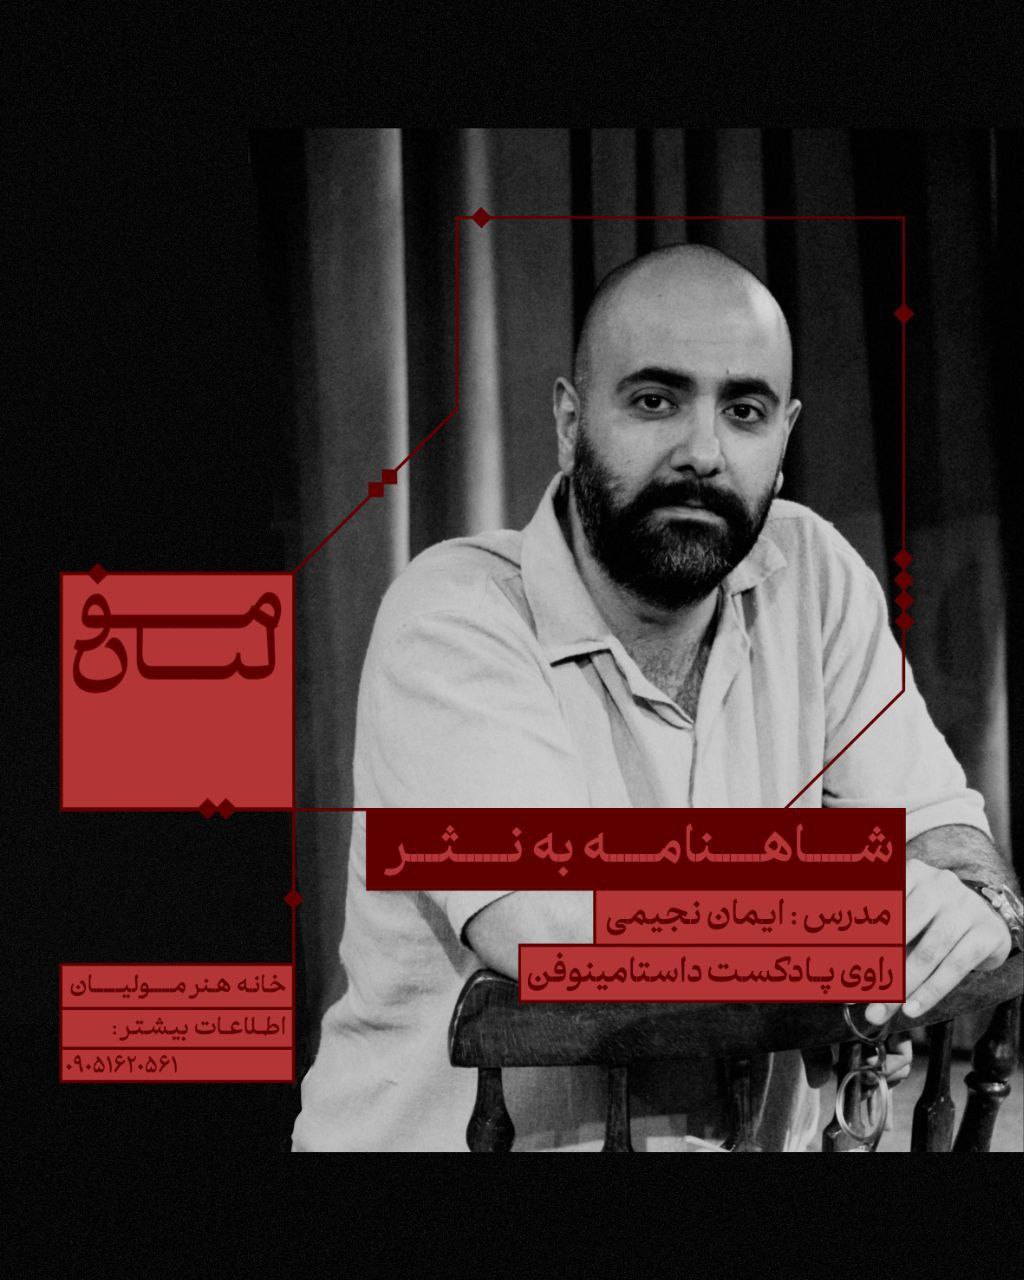 مو
لیان
شاهنامه به نثر
مدرس : ایمان نجیمی
راوی پادکست داستامینوفن
خانه هنر مولیان
اطلاعات بیشتر:
۰۹۰۵۱۶۲۰۵۶۱